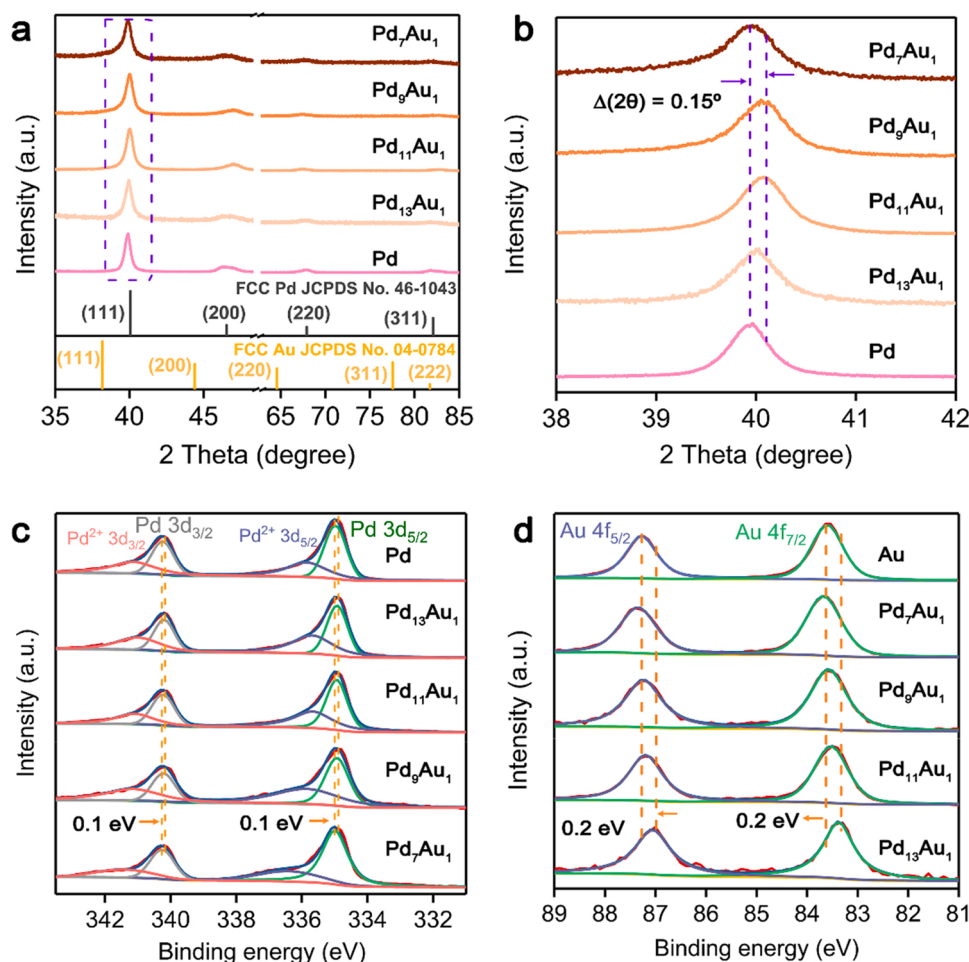 a
Pd₇Au₁
Pd₉Au₁
Pd₁₁Au₁
Pd₁₃Au₁
Pd
FCC Pd JCPDS No. 46-1043
(111)
(200)
(220)
(311)
FCC Au JCPDS No. 04-0784
(111)
(200)
(220)
(311)
(222)
35 40 45 65 70 75 80 85
2 Theta (degree)
Intensity (a.u.)
b
Pd₇Au₁
Δ(2θ) = 0.15º
Pd₉Au₁
Pd₁₁Au₁
Pd₁₃Au₁
Pd
38 39 40 41 42
2 Theta (degree)
Intensity (a.u.)
c
Pd²⁺ 3d₃/₂
Pd 3d₃/₂
Pd²⁺ 3d₅/₂
Pd 3d₅/₂
Pd
Pd₁₃Au₁
Pd₁₁Au₁
Pd₉Au₁
0.1 eV
0.1 eV
Pd₇Au₁
342 340 338 336 334 332
Binding energy (eV)
Intensity (a.u.)
d
Au 4f₅/₂
Au 4f₇/₂
Au
Pd₇Au₁
Pd₉Au₁
Pd₁₁Au₁
0.2 eV
0.2 eV
Pd₁₃Au₁
89 88 87 86 85 84 83 82 81
Binding energy (eV)
Intensity (a.u.)